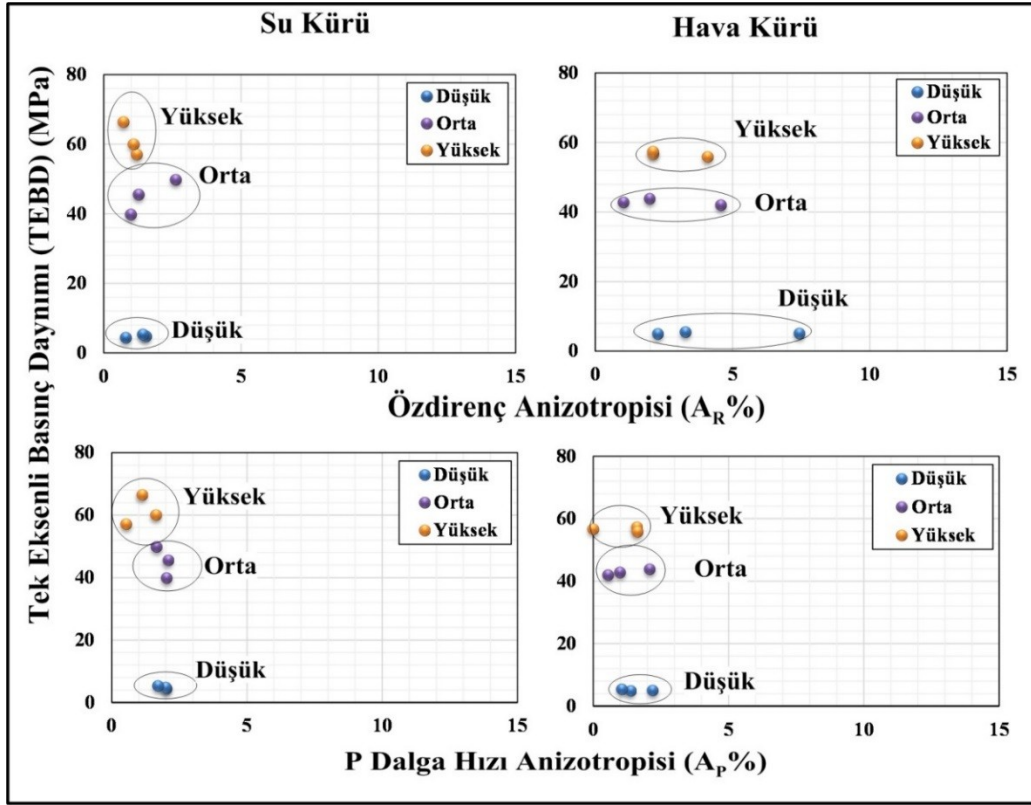 Su Kürü
Hava Kürü
Tek Eksenli Basınç Daynımı (TEBD) (MPa)
80
60
40
20
0
0
5
10
15
Yüksek
Orta
Düşük
Düşük
Orta
Yüksek
80
60
40
20
0
0
5
10
15
Yüksek
Orta
Düşük
Düşük
Orta
Yüksek
Özdirenç Anizotropisi (AR%)
80
60
40
20
0
0
5
10
15
Yüksek
Orta
Düşük
Düşük
Orta
Yüksek
80
60
40
20
0
0
5
10
15
Yüksek
Orta
Düşük
Düşük
Orta
Yüksek
P Dalga Hızı Anizotropisi (AP%)